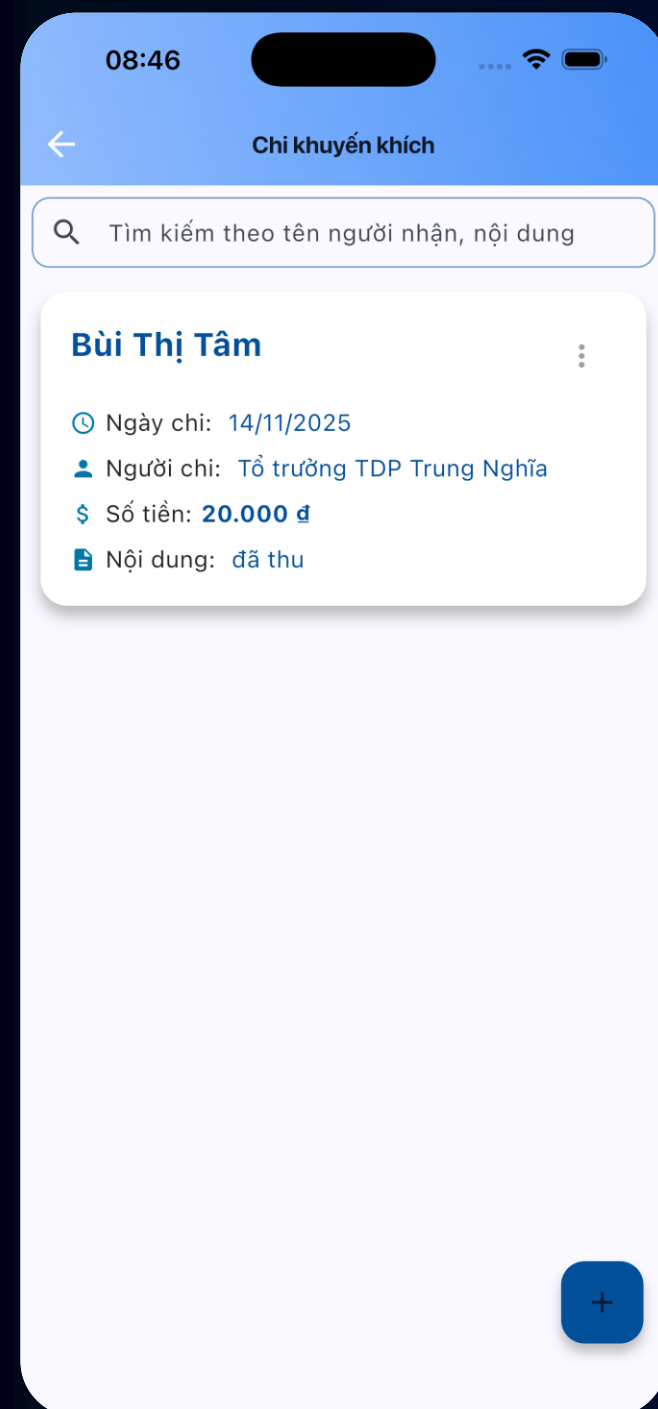 08:46
Chi khuyến khích
Tìm kiếm theo tên người nhận, nội dung
Bùi Thị Tâm
Ngày chi: 14/11/2025
Người chi: Tổ trưởng TDP Trung Nghĩa
$ Số tiền: 20.000 ₫
Nội dung: đã thu
+